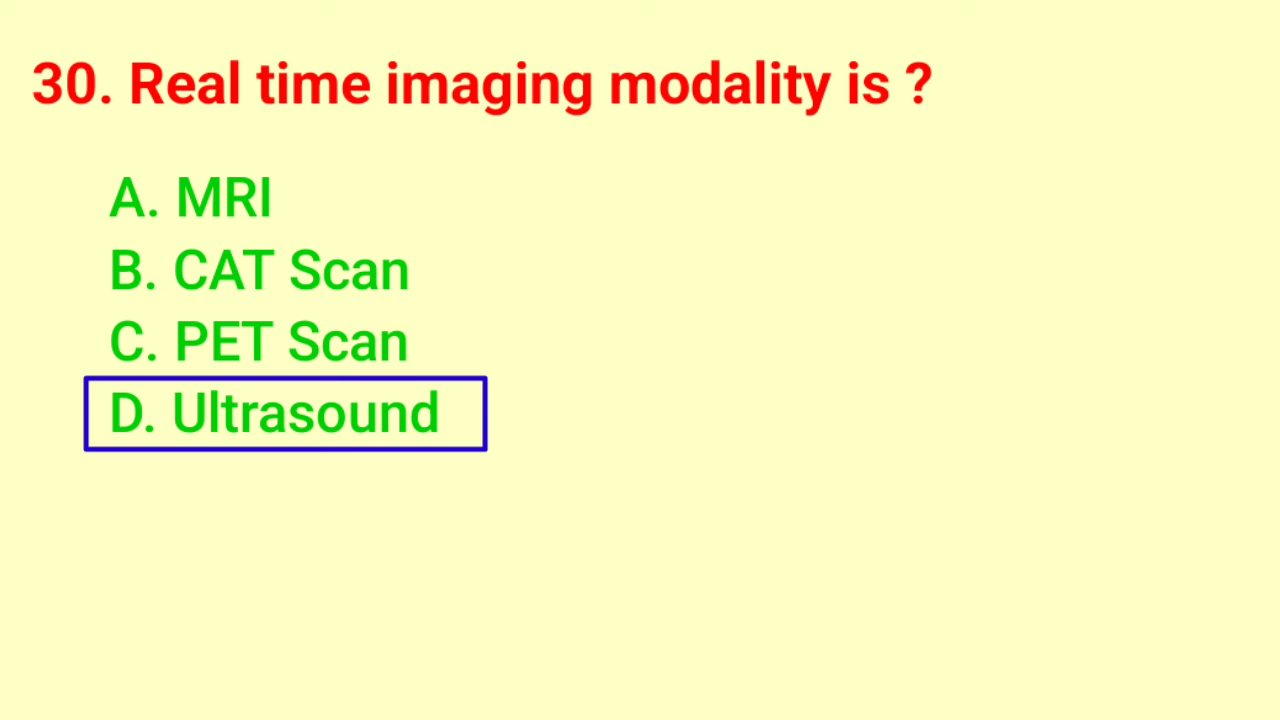 30. Real time imaging modality is ?
A. MRI
B. CAT Scan
C. PET Scan
D. Ultrasound